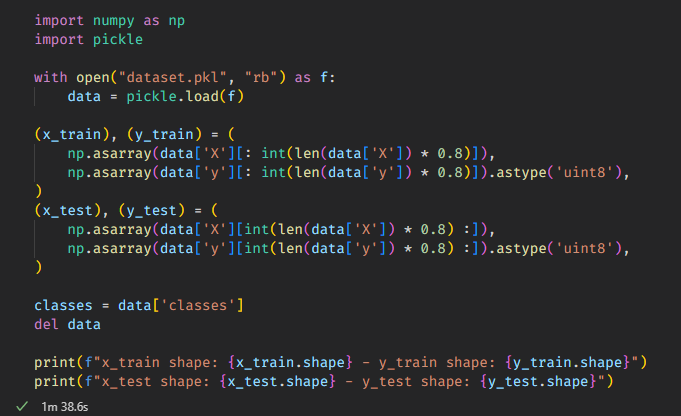 import numpy as np
import pickle
with open("dataset.pkl", "rb") as f:
    data = pickle.load(f)
(x_train), (y_train) = (
    np.asarray(data['X'][: int(len(data['X']) * 0.8)]),
    np.asarray(data['y'][: int(len(data['y']) * 0.8)]).astype('uint8'),
)
(x_test), (y_test) = (
    np.asarray(data['X'][int(len(data['X']) * 0.8) :]),
    np.asarray(data['y'][int(len(data['y']) * 0.8) :]).astype('uint8'),
)
classes = data['classes']
del data
print(f"x_train shape: {x_train.shape} - y_train shape: {y_train.shape}")
print(f"x_test shape: {x_test.shape} - y_test shape: {y_test.shape}")
✓ 1m 38.6s